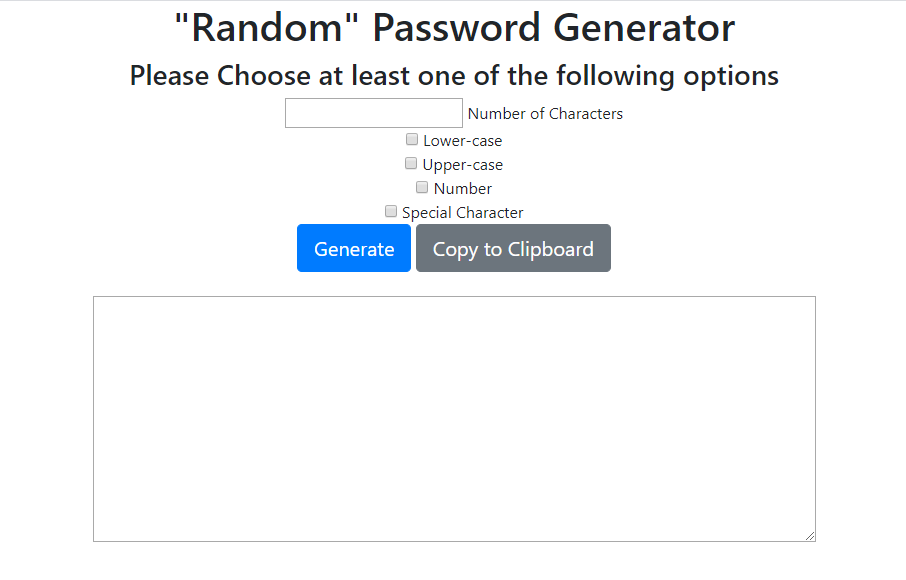 "Random" Password Generator
Please Choose at least one of the following options
Number of Characters
Lower-case
Upper-case
Number
Special Character
Generate Copy to Clipboard